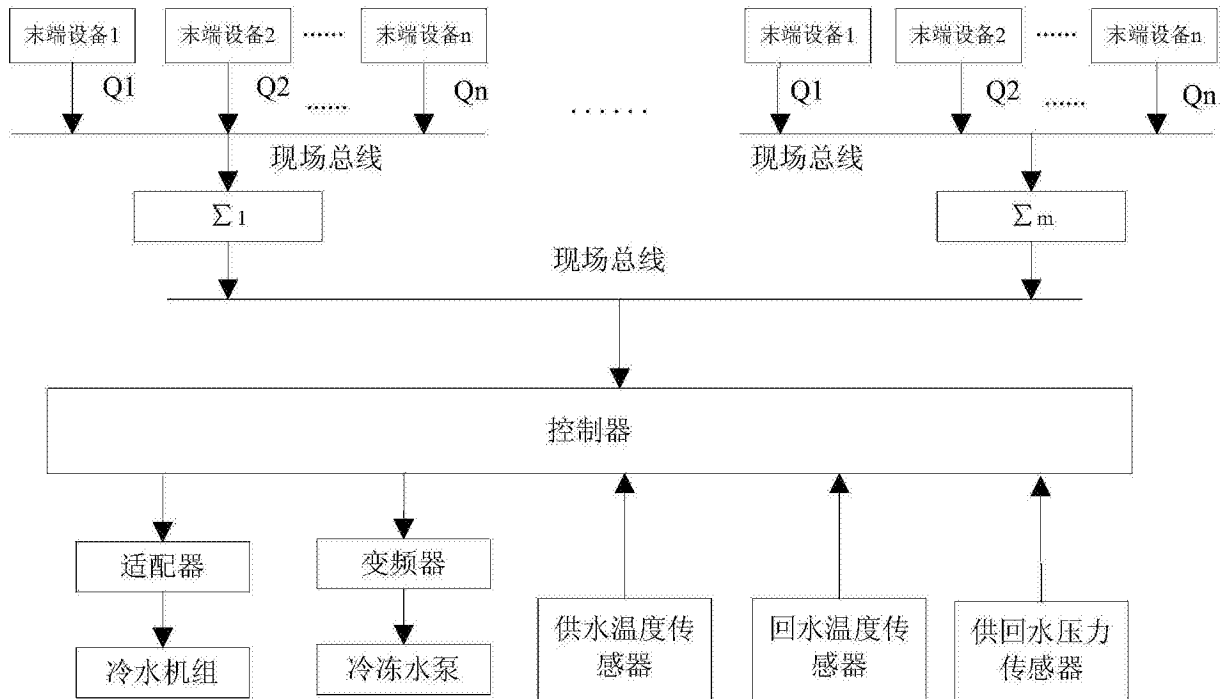 末端设备1 末端设备2 …… 末端设备n 末端设备1 末端设备2 …… 末端设备n
Q1 Q2 …… Qn …… Q1 Q2 …… Qn
现场总线 现场总线
Σ1 Σm
现场总线
控制器
适配器 变频器
供水温度传
感器
回水温度传
感器
供回水压力
传感器
冷水机组 冷冻水泵